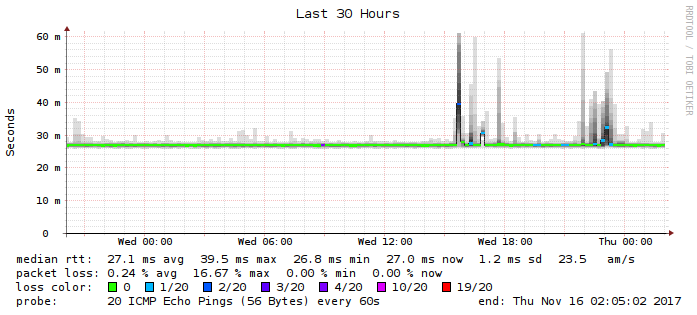 Last 30 Hours
RRDTOOL / TOBI OETIKER
Seconds
60 m
50 m
40 m
30 m
20 m
10 m
0
Wed 00:00 Wed 06:00 Wed 12:00 Wed 18:00 Thu 00:00
median rtt: 27.1 ms avg 39.5 ms max 26.8 ms min 27.0 ms now 1.2 ms sd 23.5 am/s
packet loss: 0.24 % avg 16.67 % max 0.00 % min 0.00 % now
loss color: 0 1/20 2/20 3/20 4/20 10/20 19/20
probe: 20 ICMP Echo Pings (56 Bytes) every 60s end: Thu Nov 16 02:05:02 2017